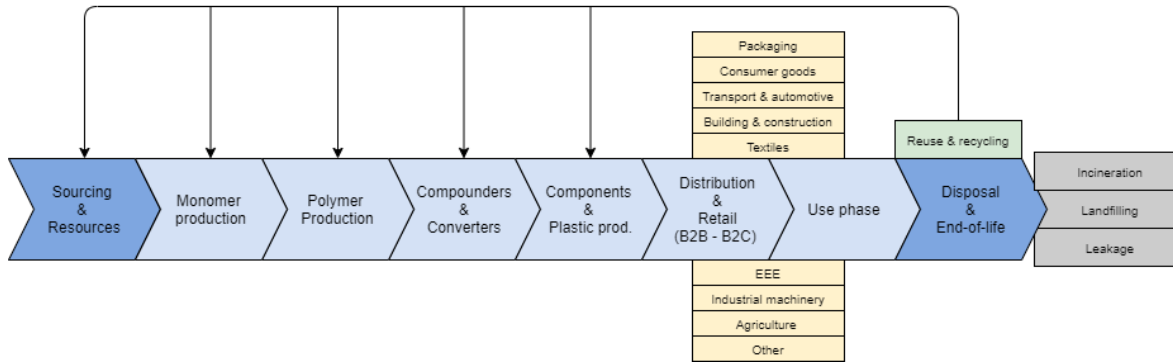 Packaging
Consumer goods
Transport & automotive
Building & construction
Textiles
Reuse & recycling
Sourcing
&
Resources
Monomer
production
Polymer
Production
Compounders
&
Converters
Components
&
Plastic prod.
Distribution
&
Retail
(B2B - B2C)
Use phase
Disposal
&
End-of-life
Incineration
Landfilling
Leakage
EEE
Industrial machinery
Agriculture
Other